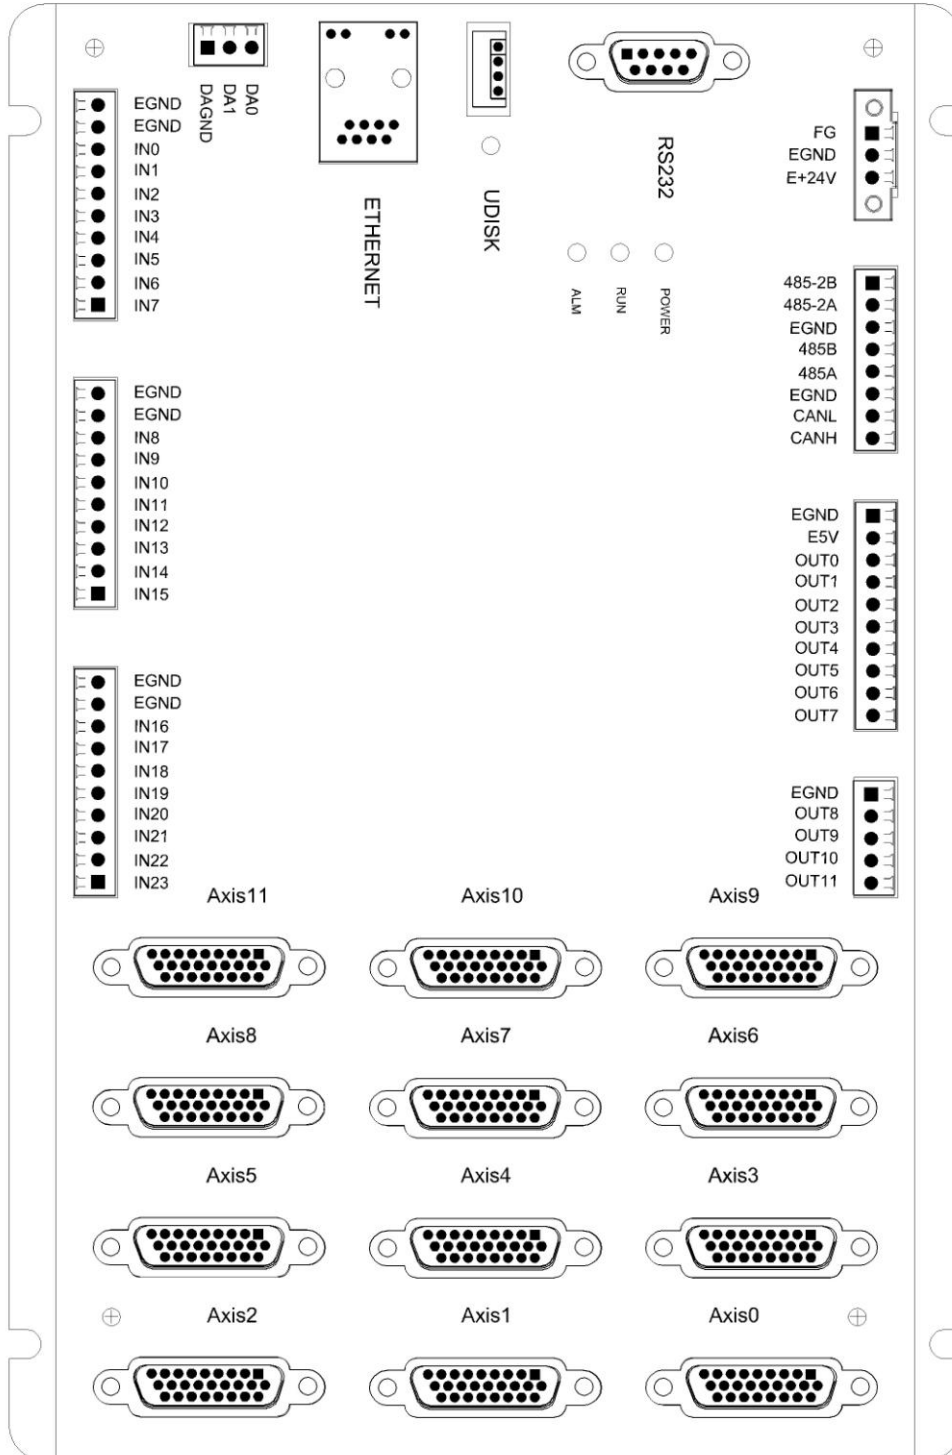 DAGND
DA1
DA0
ETHERNET
UDISK
RS232
ALM
RUN
POWER
EGND
EGND
IN0
IN1
IN2
IN3
IN4
IN5
IN6
IN7
EGND
EGND
IN8
IN9
IN10
IN11
IN12
IN13
IN14
IN15
EGND
EGND
IN16
IN17
IN18
IN19
IN20
IN21
IN22
IN23
FG
EGND
E+24V
485-2B
485-2A
EGND
485B
485A
EGND
CANL
CANH
EGND
E5V
OUT0
OUT1
OUT2
OUT3
OUT4
OUT5
OUT6
OUT7
EGND
OUT8
OUT9
OUT10
OUT11
Axis11 Axis10 Axis9
Axis8 Axis7 Axis6
Axis5 Axis4 Axis3
Axis2 Axis1 Axis0